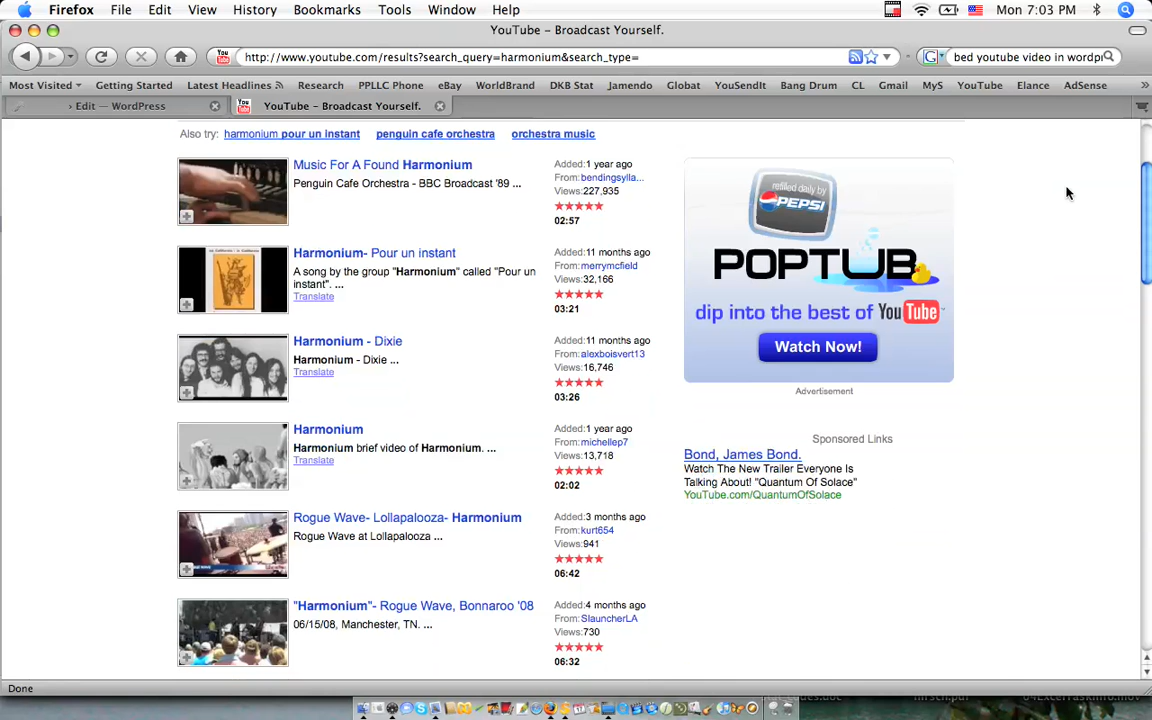 Firefox File Edit View History Bookmarks Tools Window Help Mon 7:03 PM
YouTube - Broadcast Yourself.
http://www.youtube.com/results?search_query=harmonium&search_type= bed youtube video in wordpi
Most Visited Getting Started Latest Headlines Research PPLLC Phone eBay WorldBrand DKB Stat Jamendo Globat YouSendIt Bang Drum CL Gmail MyS YouTube Elance AdSense »
› Edit — WordPress YouTube - Broadcast Yourself.
Also try: harmonium pour un instant penguin cafe orchestra orchestra music
Music For A Found Harmonium
Penguin Cafe Orchestra - BBC Broadcast '89 ...
Added: 1 year ago
From: bendingsylla...
Views: 227,935
02:57
Harmonium- Pour un instant
A song by the group "Harmonium" called "Pour un
instant". ...
Translate
Added: 11 months ago
From: merrymcfield
Views: 32,166
03:21
Harmonium - Dixie
Harmonium - Dixie ...
Translate
Added: 11 months ago
From: alexboisvert13
Views: 16,746
03:26
Harmonium
Harmonium brief video of Harmonium. ...
Translate
Added: 1 year ago
From: michellep7
Views: 13,718
02:02
Rogue Wave- Lollapalooza- Harmonium
Rogue Wave at Lollapalooza ...
Added: 3 months ago
From: kurt654
Views: 941
06:42
"Harmonium"- Rogue Wave, Bonnaroo '08
06/15/08, Manchester, TN. ...
Added: 4 months ago
From: SlauncherLA
Views: 730
06:32
refilled daily by
PEPSI
POPTUB
dip into the best of YouTube
Watch Now!
Advertisement
Sponsored Links
Bond, James Bond.
Watch The New Trailer Everyone Is
Talking About! "Quantum Of Solace"
YouTube.com/QuantumOfSolace
Done